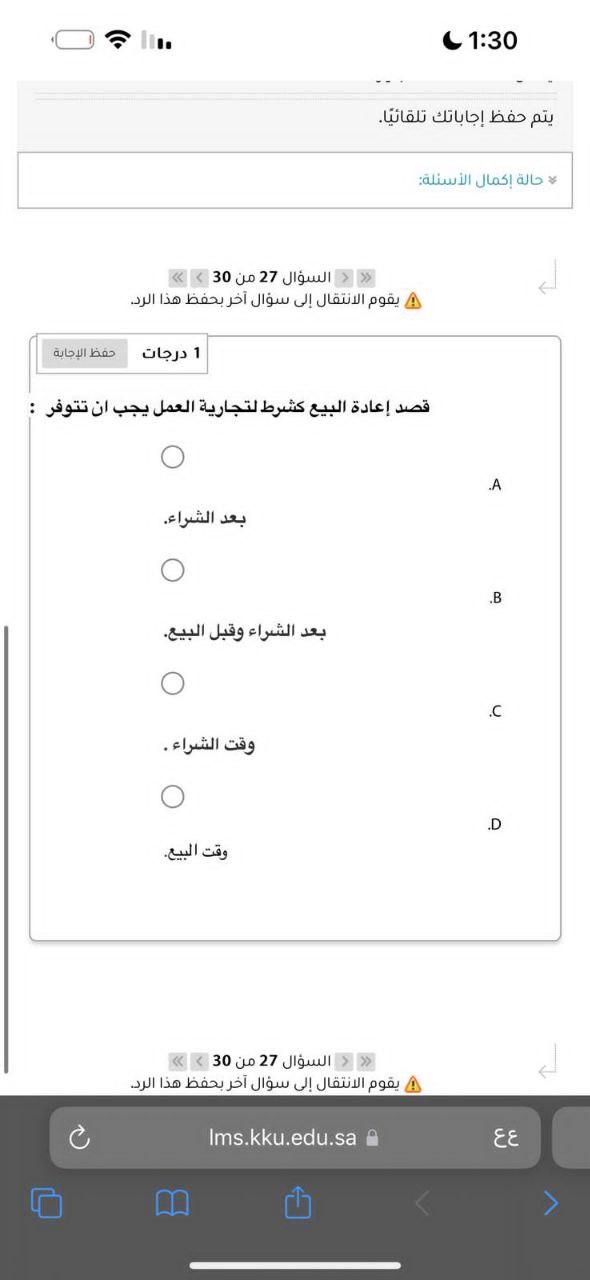 1:30
يتم حفظ إجاباتك تلقائيًا.
حالة إكمال الأسئلة:
السؤال 27 من 30
يقوم الانتقال إلى سؤال آخر بحفظ هذا الرد.
1 درجات حفظ الإجابة
قصد إعادة البيع كشرط لتجارية العمل يجب ان تتوفر :
A.
بعد الشراء.
B.
بعد الشراء وقبل البيع.
C.
وقت الشراء .
D.
وقت البيع.
السؤال 27 من 30
يقوم الانتقال إلى سؤال آخر بحفظ هذا الرد.
lms.kku.edu.sa
عع